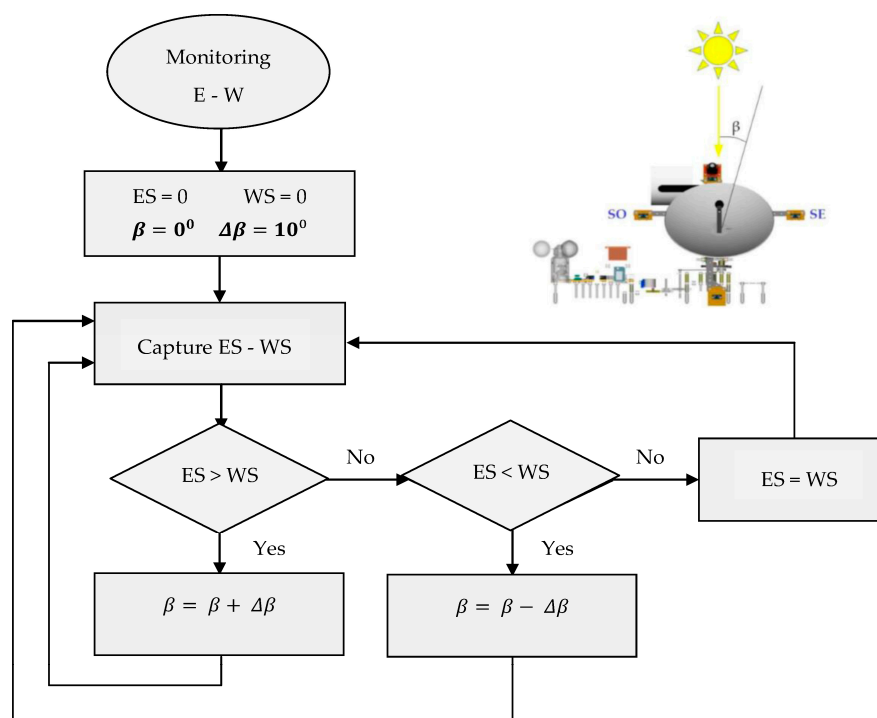 Monitoring
E - W
ES = 0 WS = 0
β = 0⁰ Δβ = 10⁰
Capture ES - WS
ES > WS
No
ES < WS
No
ES = WS
Yes
Yes
β = β + Δβ
β = β − Δβ
β
SO
SE